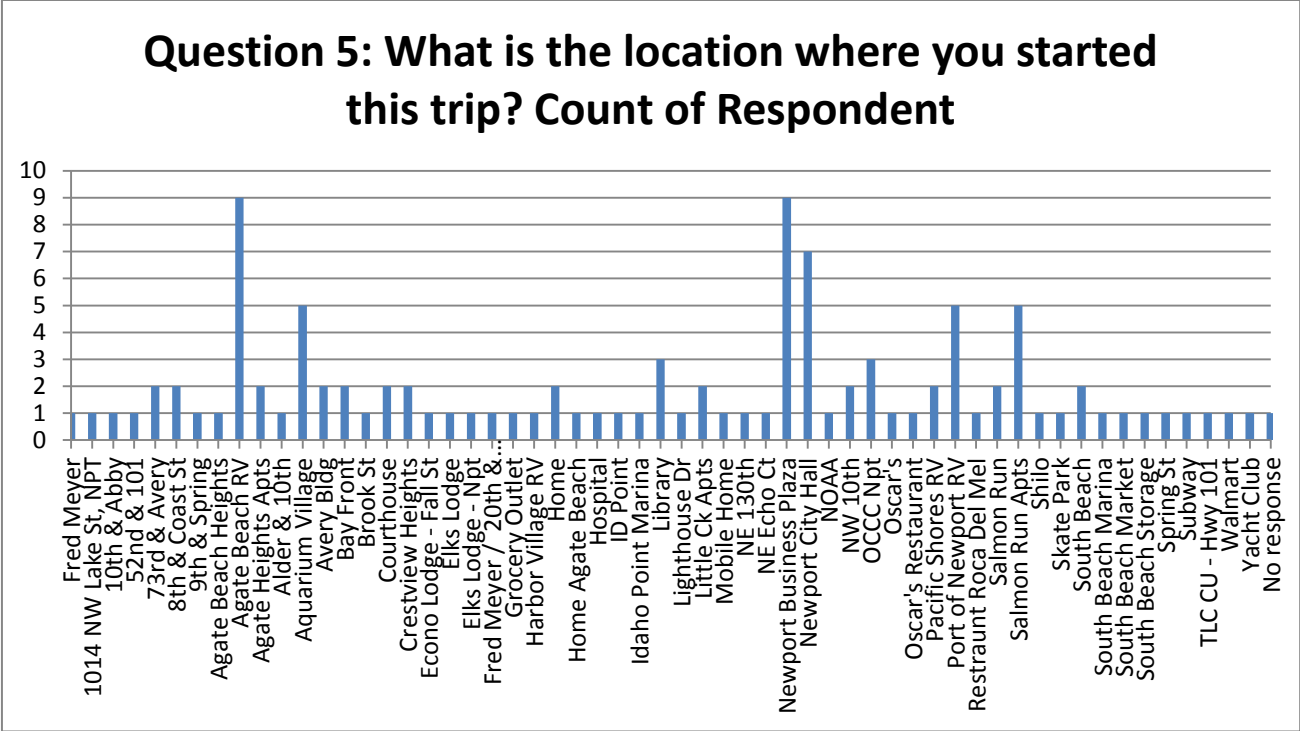 Question 5: What is the location where you started
this trip? Count of Respondent
10
9
8
7
6
5
4
3
2
1
0
Fred Meyer
1014 NW Lake St, NPT
10th & Abby
52nd & 101
73rd & Avery
8th & Coast St
9th & Spring
Agate Beach Heights
Agate Beach RV
Agate Heights Apts
Alder & 10th
Aquarium Village
Avery Bldg
Bay Front
Brook St
Courthouse
Crestview Heights
Econo Lodge - Fall St
Elks Lodge
Elks Lodge - Npt
Fred Meyer / 20th &…
Grocery Outlet
Harbor Village RV
Home
Home Agate Beach
Hospital
ID Point
Idaho Point Marina
Library
Lighthouse Dr
Little Ck Apts
Mobile Home
NE 130th
NE Echo Ct
Newport Business Plaza
Newport City Hall
NOAA
NW 10th
OCCC Npt
Oscar's
Oscar's Restaurant
Pacific Shores RV
Port of Newport RV
Restraunt Roca Del Mel
Salmon Run
Salmon Run Apts
Shilo
Skate Park
South Beach
South Beach Marina
South Beach Market
South Beach Storage
Spring St
Subway
TLC CU - Hwy 101
Walmart
Yacht Club
No response